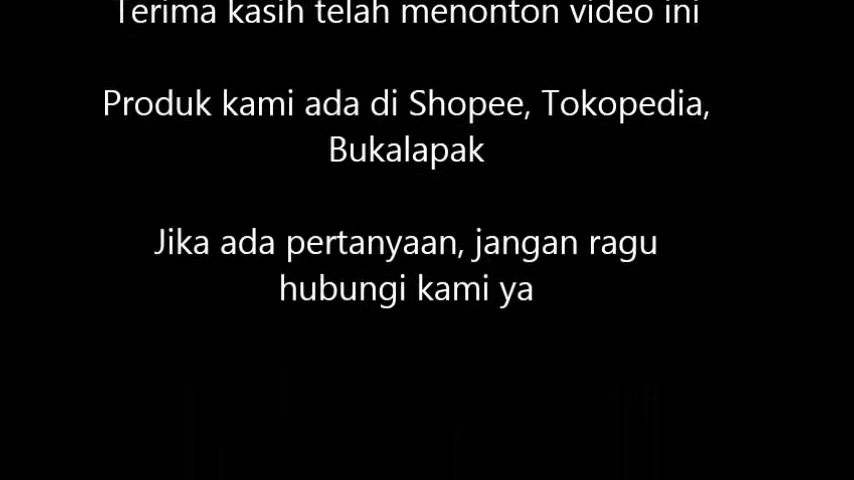 Terima kasih telah menonton video ini
Produk kami ada di Shopee, Tokopedia,
Bukalapak
Jika ada pertanyaan, jangan ragu
hubungi kami ya